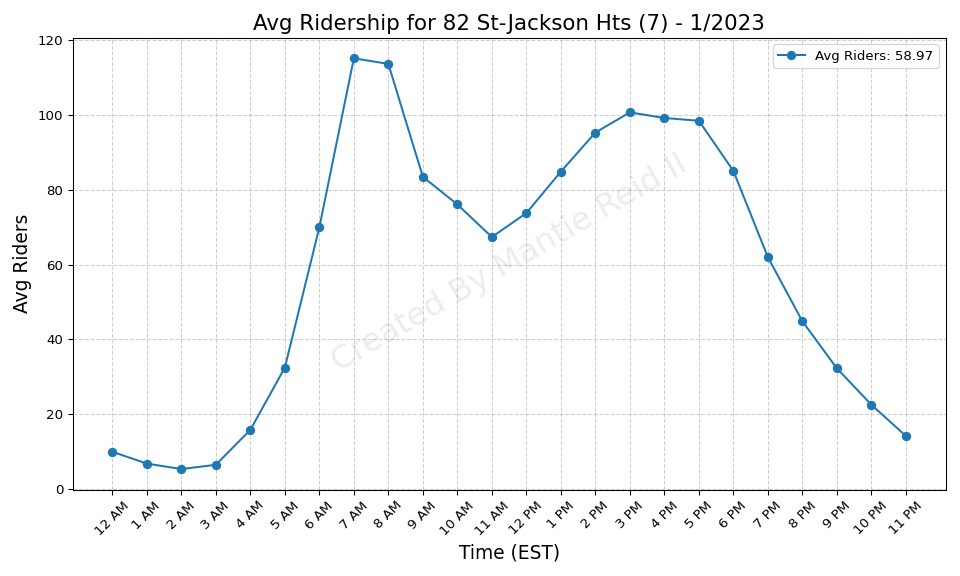 Avg Ridership for 82 St-Jackson Hts (7) - 1/2023
Avg Riders: 58.97
120
100
80
60
40
20
0
Avg Riders
Created By Mantie Reid II
12 AM
1 AM
2 AM
3 AM
4 AM
5 AM
6 AM
7 AM
8 AM
9 AM
10 AM
11 AM
12 PM
1 PM
2 PM
3 PM
4 PM
5 PM
6 PM
7 PM
8 PM
9 PM
10 PM
11 PM
Time (EST)